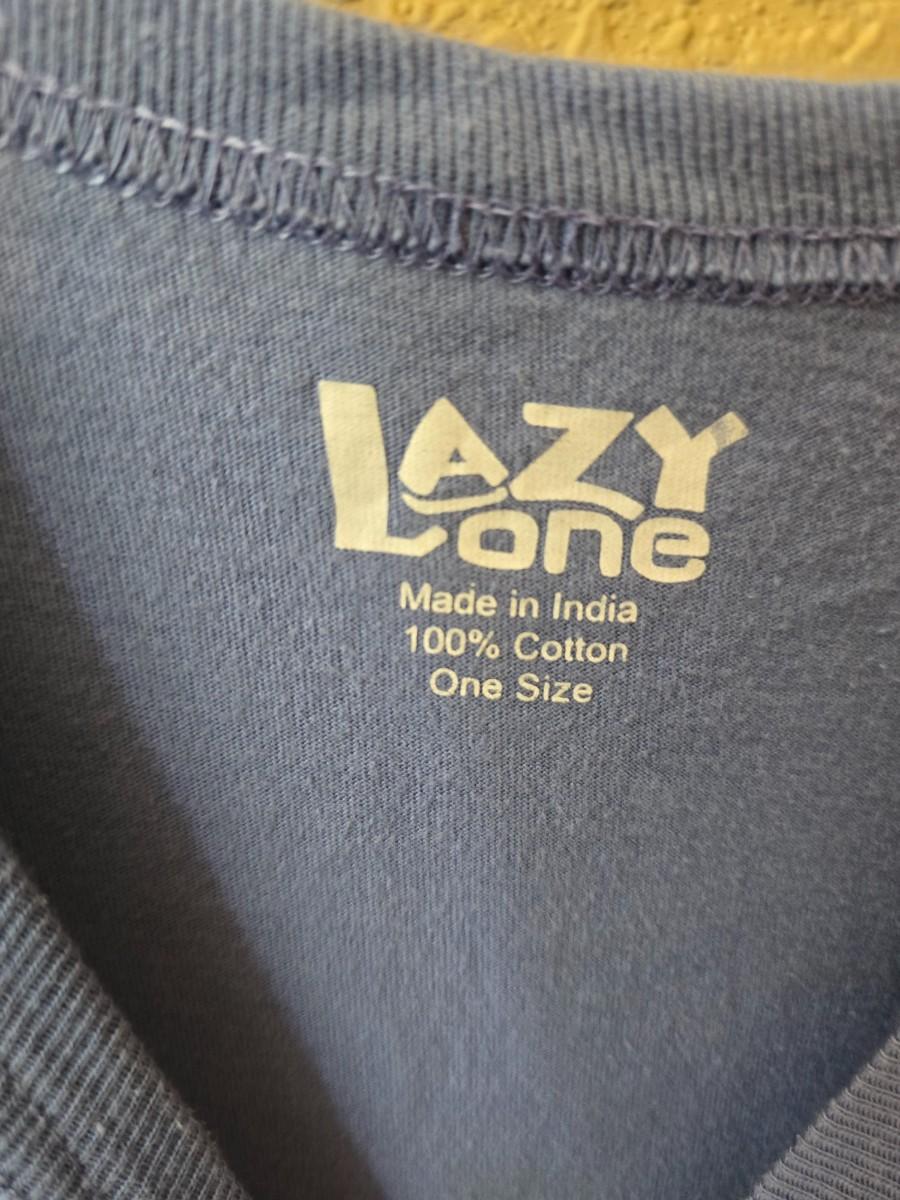 LAZY
one
Made in India
100% Cotton
One Size